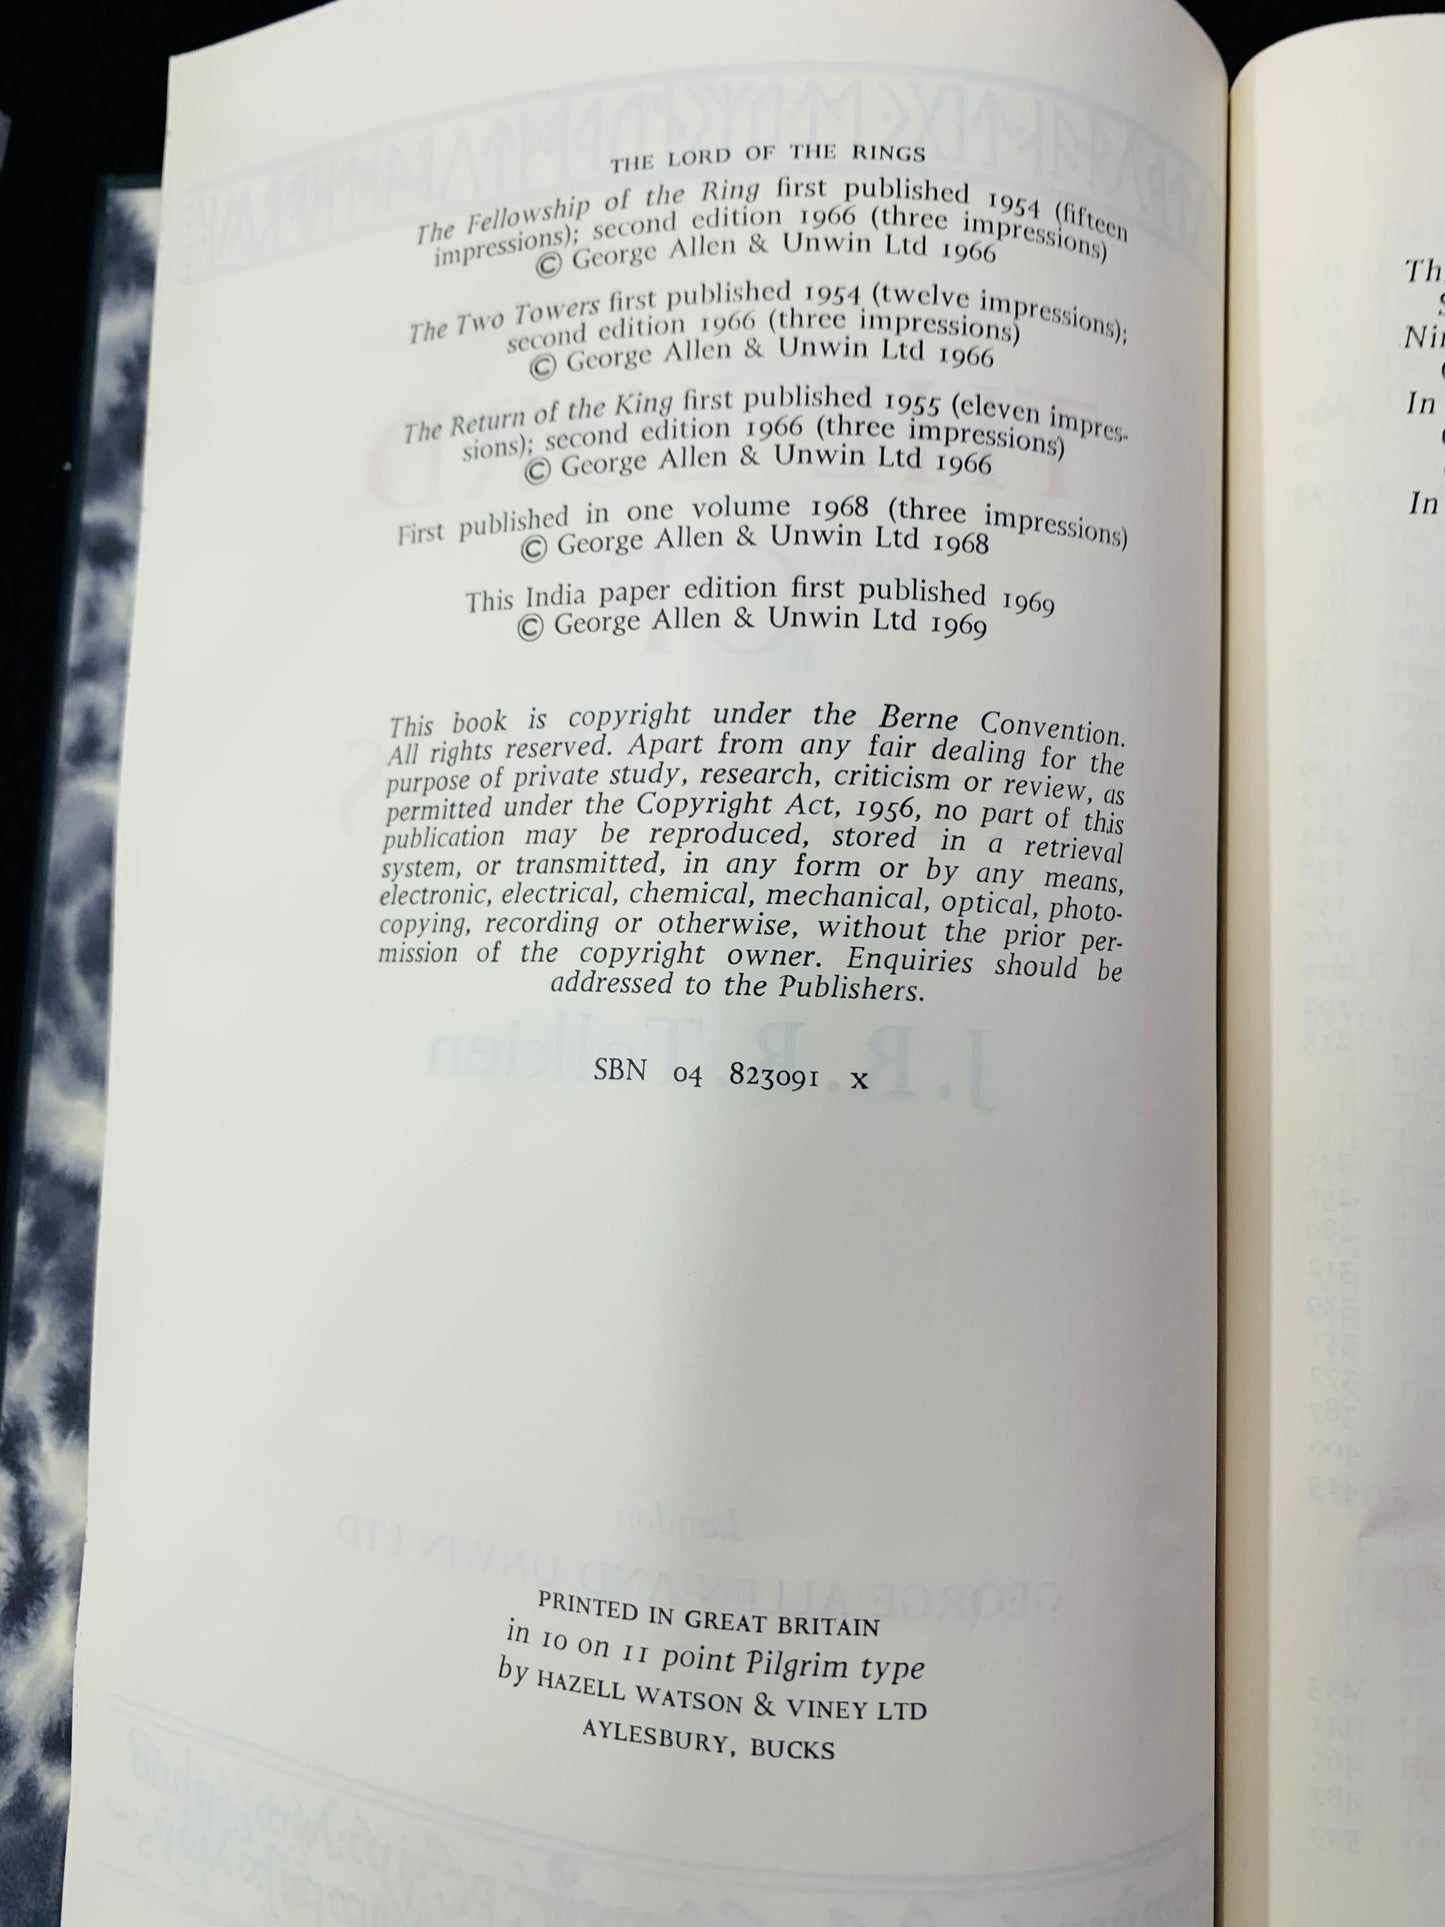 THE LORD OF THE RINGS
The Fellowship of the Ring first published 1954 (fifteen
impressions); second edition 1966 (three impressions)
© George Allen & Unwin Ltd 1966
The Two Towers first published 1954 (twelve impressions);
second edition 1966 (three impressions)
© George Allen & Unwin Ltd 1966
The Return of the King first published 1955 (eleven impres-
sions); second edition 1966 (three impressions)
© George Allen & Unwin Ltd 1966
First published in one volume 1968 (three impressions)
© George Allen & Unwin Ltd 1968
This India paper edition first published 1969
© George Allen & Unwin Ltd 1969
This book is copyright under the Berne Convention.
All rights reserved. Apart from any fair dealing for the
purpose of private study, research, criticism or review, as
permitted under the Copyright Act, 1956, no part of this
publication may be reproduced, stored in a retrieval
system, or transmitted, in any form or by any means,
electronic, electrical, chemical, mechanical, optical, photo-
copying, recording or otherwise, without the prior per-
mission of the copyright owner. Enquiries should be
addressed to the Publishers.
SBN 04 823091 x
PRINTED IN GREAT BRITAIN
in 10 on 11 point Pilgrim type
by HAZELL WATSON & VINEY LTD
AYLESBURY, BUCKS
In
In